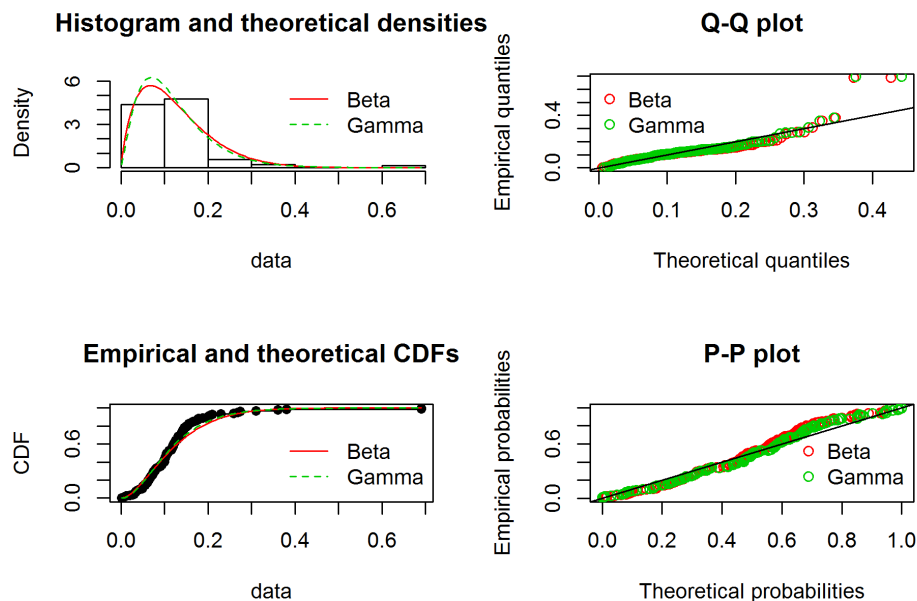 Histogram and theoretical densities
Density
0 3 6
Beta
Gamma
0.0 0.2 0.4 0.6
data
Q-Q plot
Empirical quantiles
0.0 0.4
Beta
Gamma
0.0 0.1 0.2 0.3 0.4
Theoretical quantiles
Empirical and theoretical CDFs
CDF
0.0 0.6
Beta
Gamma
0.0 0.2 0.4 0.6
data
P-P plot
Empirical probabilities
0.0 0.6
Beta
Gamma
0.0 0.2 0.4 0.6 0.8 1.0
Theoretical probabilities